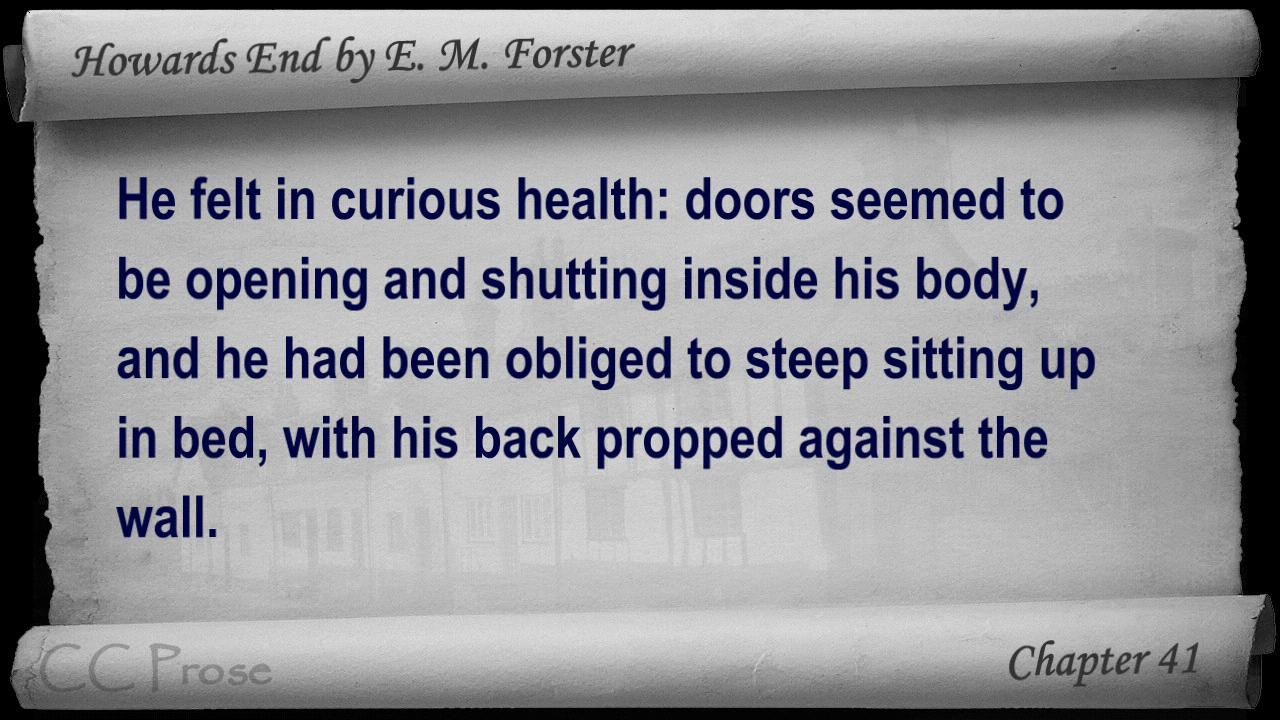 Howards End by E. M. Forster
He felt in curious health: doors seemed to
be opening and shutting inside his body,
and he had been obliged to steep sitting up
in bed, with his back propped against the
wall.
CC Prose
Chapter 41